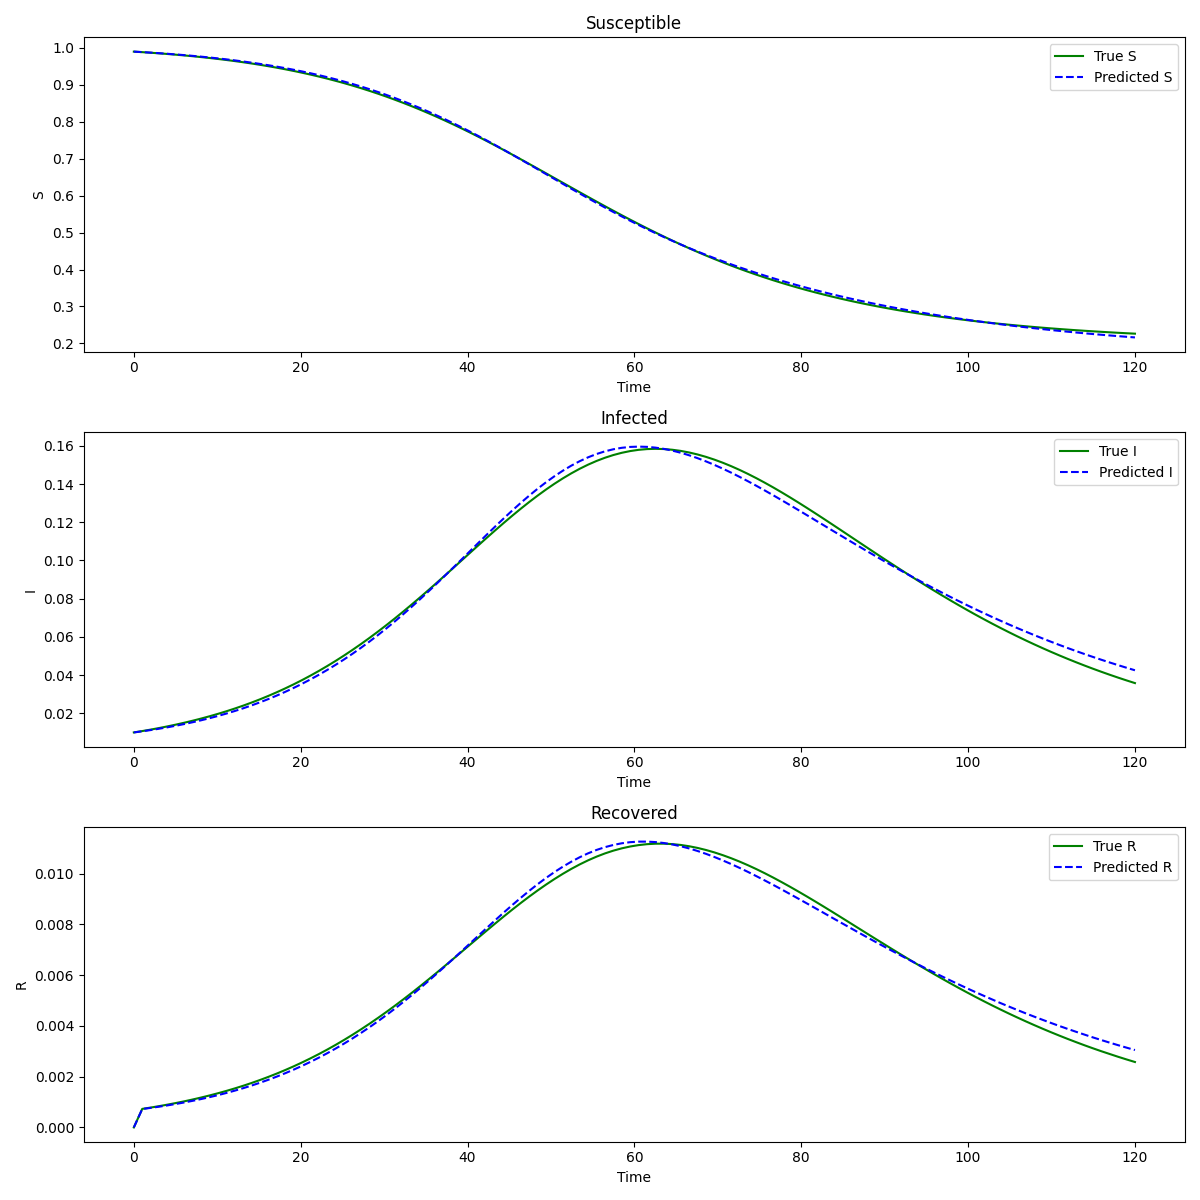 Susceptible
1.0
0.9
0.8
0.7
0.6
0.5
0.4
0.3
0.2
S
True S
Predicted S
0 20 40 60 80 100 120
Time
Infected
0.16
0.14
0.12
0.10
0.08
0.06
0.04
0.02
I
True I
Predicted I
0 20 40 60 80 100 120
Time
Recovered
0.010
0.008
0.006
0.004
0.002
0.000
R
True R
Predicted R
0 20 40 60 80 100 120
Time